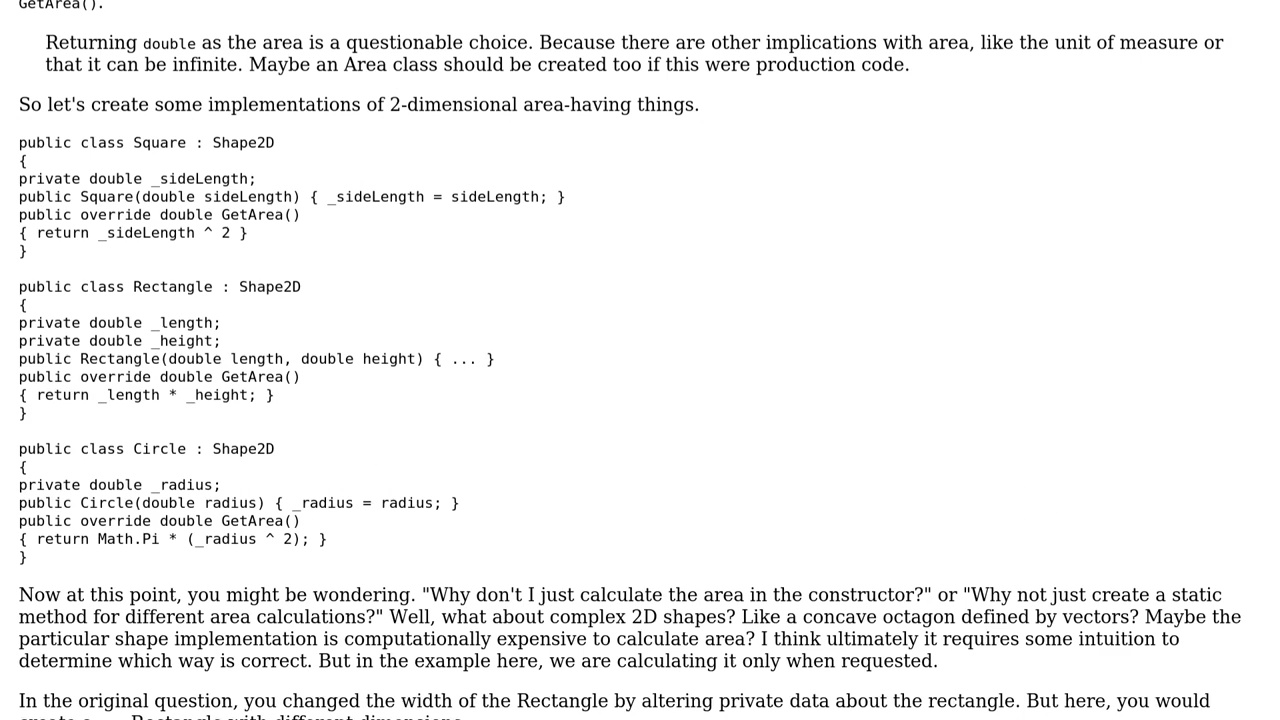 GetArea().
Returning double as the area is a questionable choice. Because there are other implications with area, like the unit of measure or
that it can be infinite. Maybe an Area class should be created too if this were production code.
So let's create some implementations of 2-dimensional area-having things.
public class Square : Shape2D
{
private double _sideLength;
public Square(double sideLength) { _sideLength = sideLength; }
public override double GetArea()
{ return _sideLength ^ 2 }
}
public class Rectangle : Shape2D
{
private double _length;
private double _height;
public Rectangle(double length, double height) { ... }
public override double GetArea()
{ return _length * _height; }
}
public class Circle : Shape2D
{
private double _radius;
public Circle(double radius) { _radius = radius; }
public override double GetArea()
{ return Math.Pi * (_radius ^ 2); }
}
Now at this point, you might be wondering. "Why don't I just calculate the area in the constructor?" or "Why not just create a static
method for different area calculations?" Well, what about complex 2D shapes? Like a concave octagon defined by vectors? Maybe the
particular shape implementation is computationally expensive to calculate area? I think ultimately it requires some intuition to
determine which way is correct. But in the example here, we are calculating it only when requested.
In the original question, you changed the width of the Rectangle by altering private data about the rectangle. But here, you would
create a Rectangle with different dimensions